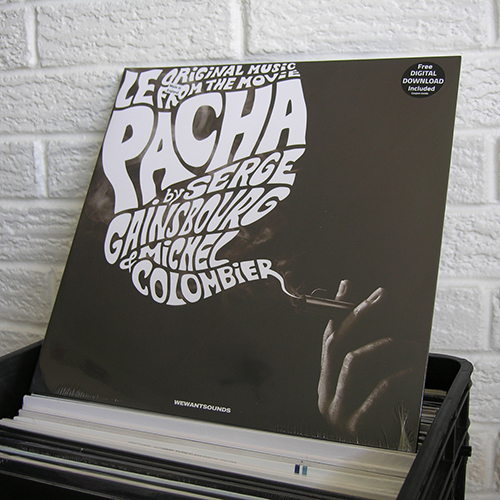 LE ORIGINAL MUSIC
FROM THE MOVIE
PACHA
by SERGE
GAINSBOURG
& MICHEL
COLOMBIER
Free
DIGITAL
DOWNLOAD
Included
WEWANTSOUNDS